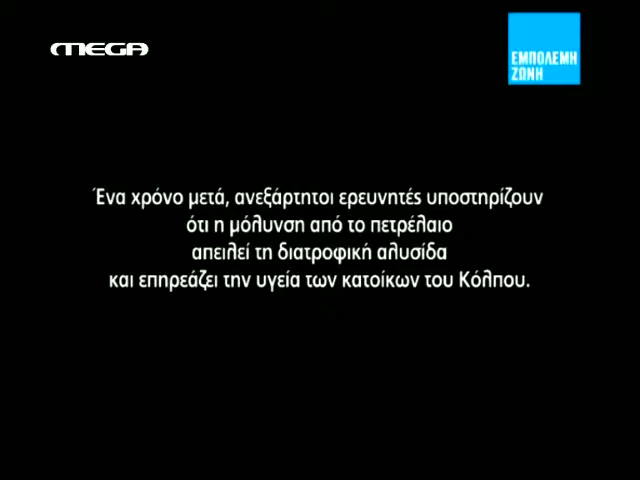 MEGA
ΕΜΠΟΛΕΜΗ
ΖΩΝΗ
Ένα χρόνο μετά, ανεξάρτητοι ερευνητές υποστηρίζουν
ότι η μόλυνση από το πετρέλαιο
απειλεί τη διατροφική αλυσίδα
και επηρεάζει την υγεία των κατοίκων του Κόλπου.